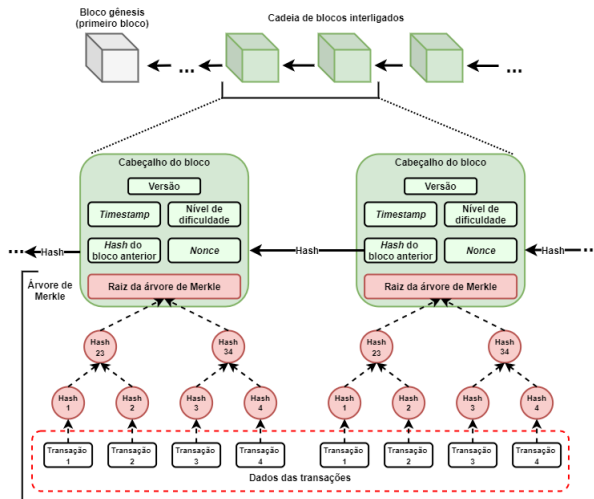 Bloco gênesis
(primeiro bloco)
Cadeia de blocos interligados
...
...
...
Cabeçalho do bloco
Versão
Timestamp
Nível de
dificuldade
Hash do
bloco anterior
Nonce
Raiz da árvore de Merkle
Cabeçalho do bloco
Versão
Timestamp
Nível de
dificuldade
Hash do
bloco anterior
Nonce
Raiz da árvore de Merkle
...
Hash
Hash
Hash
...
Árvore de
Merkle
Hash
23
Hash
34
Hash
23
Hash
34
Hash
1
Hash
2
Hash
3
Hash
4
Hash
1
Hash
2
Hash
3
Hash
4
Transação
1
Transação
2
Transação
3
Transação
4
Transação
1
Transação
2
Transação
3
Transação
4
Dados das transações